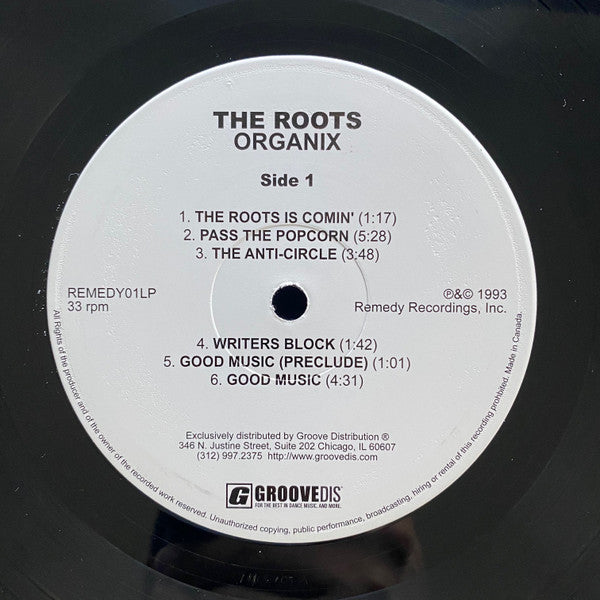 THE ROOTS
ORGANIX
Side 1
1. THE ROOTS IS COMIN' (1:17)
2. PASS THE POPCORN (5:28)
3. THE ANTI-CIRCLE (3:48)
REMEDY01LP
33 rpm
℗&© 1993
Remedy Recordings, Inc.
4. WRITERS BLOCK (1:42)
5. GOOD MUSIC (PRECLUDE) (1:01)
6. GOOD MUSIC (4:31)
Exclusively distributed by Groove Distribution ®
346 N. Justine Street, Suite 202 Chicago, IL 60607
(312) 997.2375 http://www.groovedis.com
G GROOVEDIS
FOR THE BEST IN DANCE MUSIC. AND MORE.
All Rights of the producer and of the owner of the recorded work reserved. Unauthorized copying, public performance, broadcasting, hiring or rental of this recording prohibited. Made in Canada.